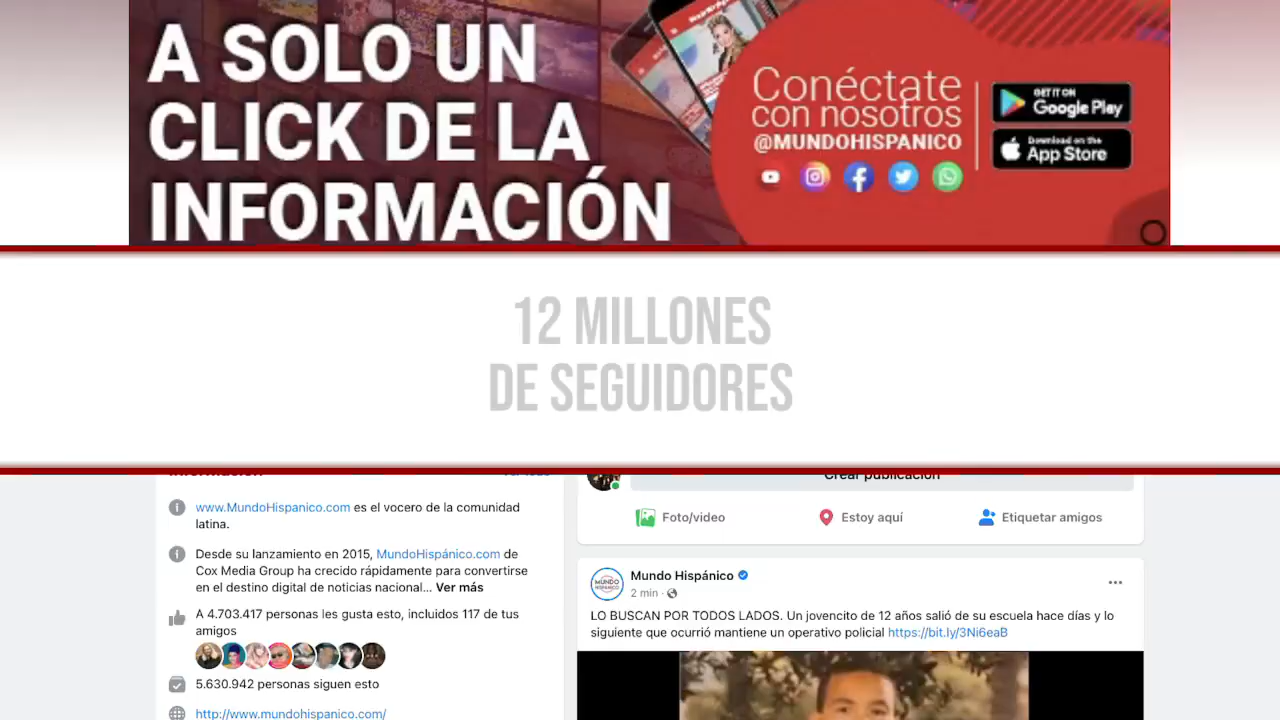 A SOLO UN
CLICK DE LA
INFORMACIÓN
Conéctate
con nosotros
@MUNDOHISPANICO
GET IT ON
Google Play
Download on the
App Store
12 MILLONES
DE SEGUIDORES
www.MundoHispanico.com es el vocero de la comunidad
latina.
Desde su lanzamiento en 2015, MundoHispánico.com de
Cox Media Group ha crecido rápidamente para convertirse
en el destino digital de noticias nacional... Ver más
A 4.703.417 personas les gusta esto, incluidos 117 de tus
amigos
5.630.942 personas siguen esto
http://www.mundohispanico.com/
Crear publicación
Foto/video
Estoy aquí
Etiquetar amigos
MUNDO
HISPÁNICO
Mundo Hispánico
2 min ·
LO BUSCAN POR TODOS LADOS. Un jovencito de 12 años salió de su escuela hace días y lo
siguiente que ocurrió mantiene un operativo policial https://bit.ly/3Ni6eaB